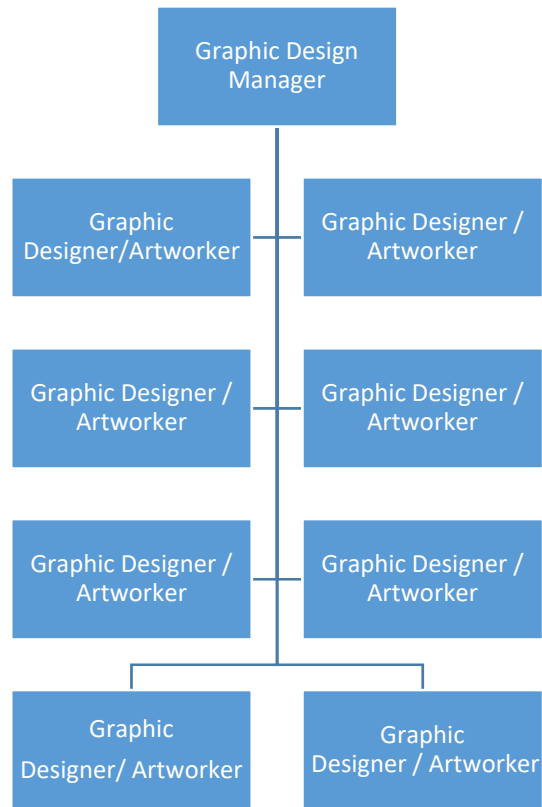 Graphic Design
Manager
Graphic
Designer/Artworker
Graphic Designer /
Artworker
Graphic Designer /
Artworker
Graphic Designer /
Artworker
Graphic Designer /
Artworker
Graphic Designer /
Artworker
Graphic
Designer/ Artworker
Graphic
Designer / Artworker